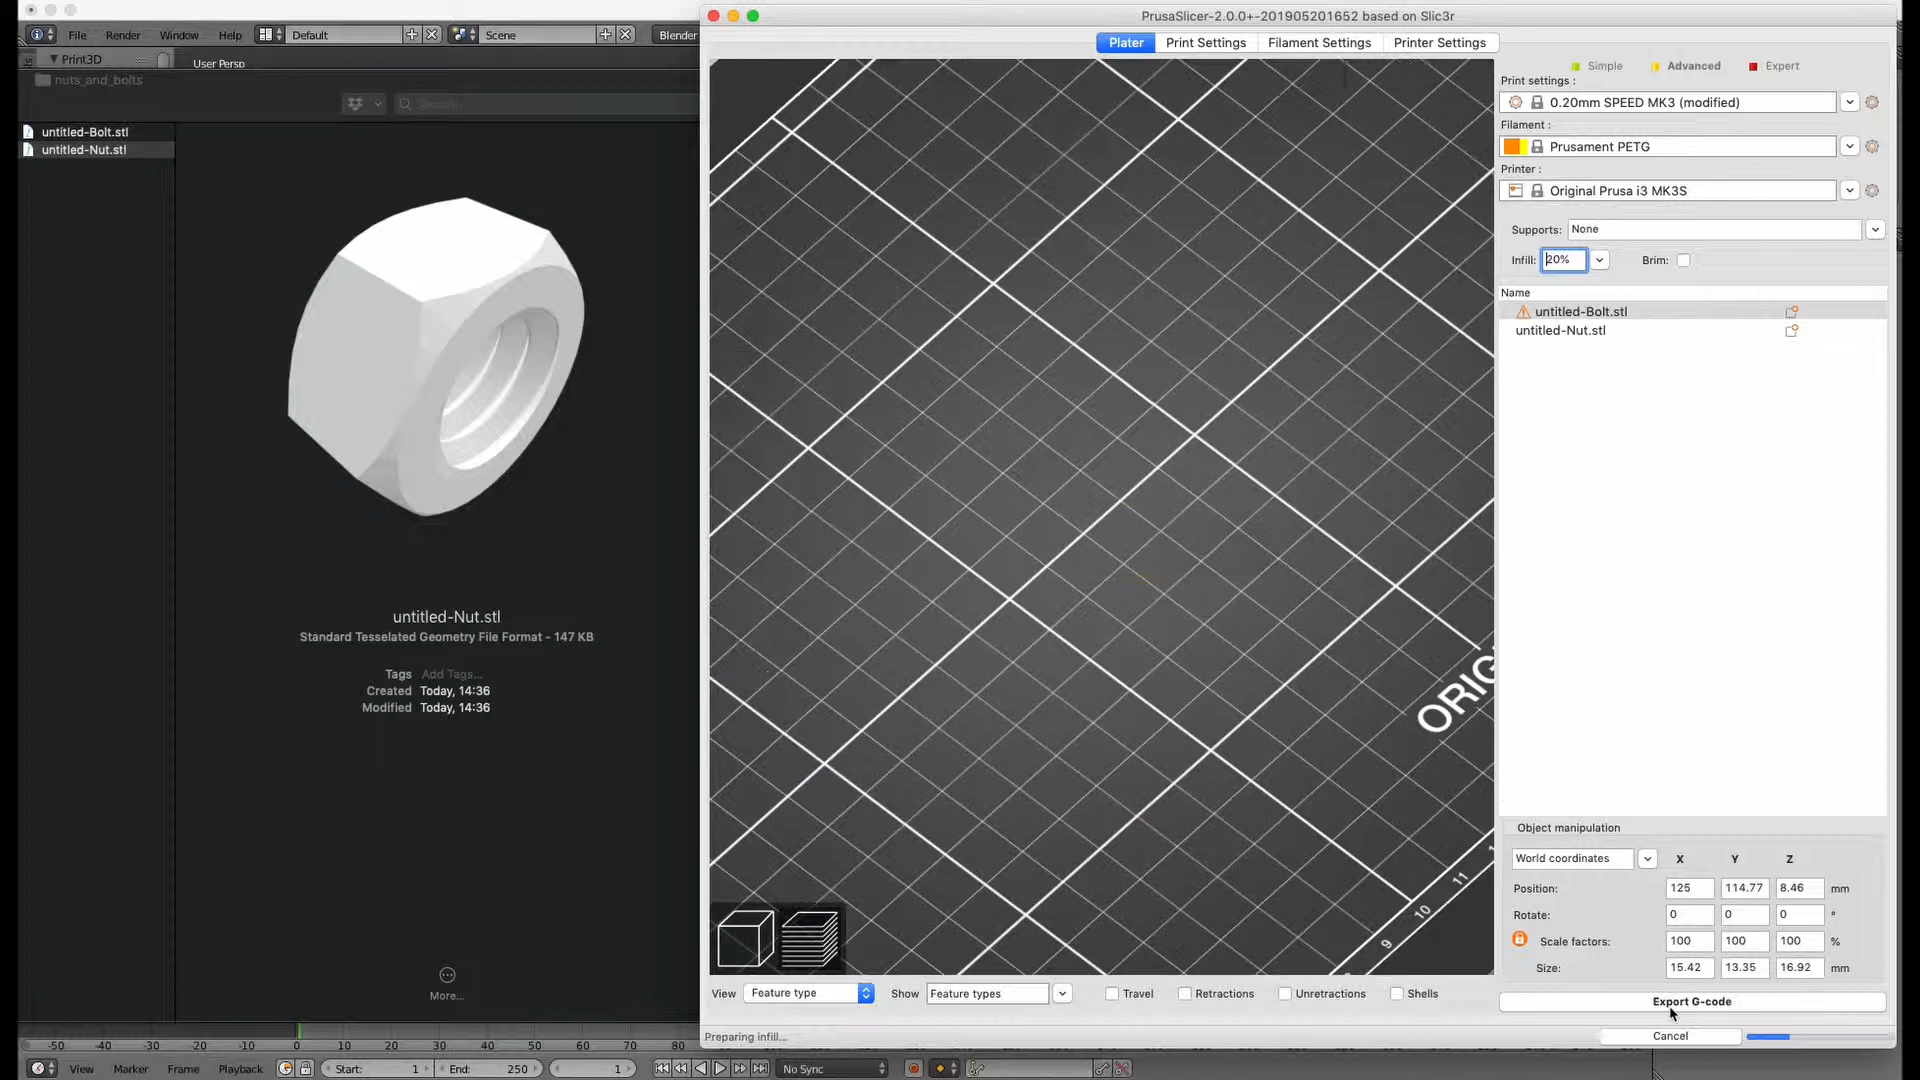 File
Render
Window
Help
Default
Scene
Blender
Print3D
User Persp
nuts_and_bolts
Search
untitled-Bolt.stl
untitled-Nut.stl
untitled-Nut.stl
Standard Tesselated Geometry File Format - 147 KB
Tags Add Tags...
Created Today, 14:36
Modified Today, 14:36
More...
-50 -40 -30 -20 -10 0 10 20 30 40 50 60 70 80
View Marker Frame Playback Start: 1 End: 250 1 No Sync
PrusaSlicer-2.0.0+-201905201652 based on Slic3r
Plater Print Settings Filament Settings Printer Settings
Simple Advanced Expert
Print settings :
0.20mm SPEED MK3 (modified)
Filament :
Prusament PETG
Printer :
Original Prusa i3 MK3S
Supports: None
Infill: 20% Brim:
Name
untitled-Bolt.stl
untitled-Nut.stl
ORIG
11
10
9
Object manipulation
World coordinates X Y Z
Position: 125 114.77 8.46 mm
Rotate: 0 0 0 °
Scale factors: 100 100 100 %
Size: 15.42 13.35 16.92 mm
View Feature type Show Feature types Travel Retractions Unretractions Shells
Export G-code
Preparing infill...
Cancel